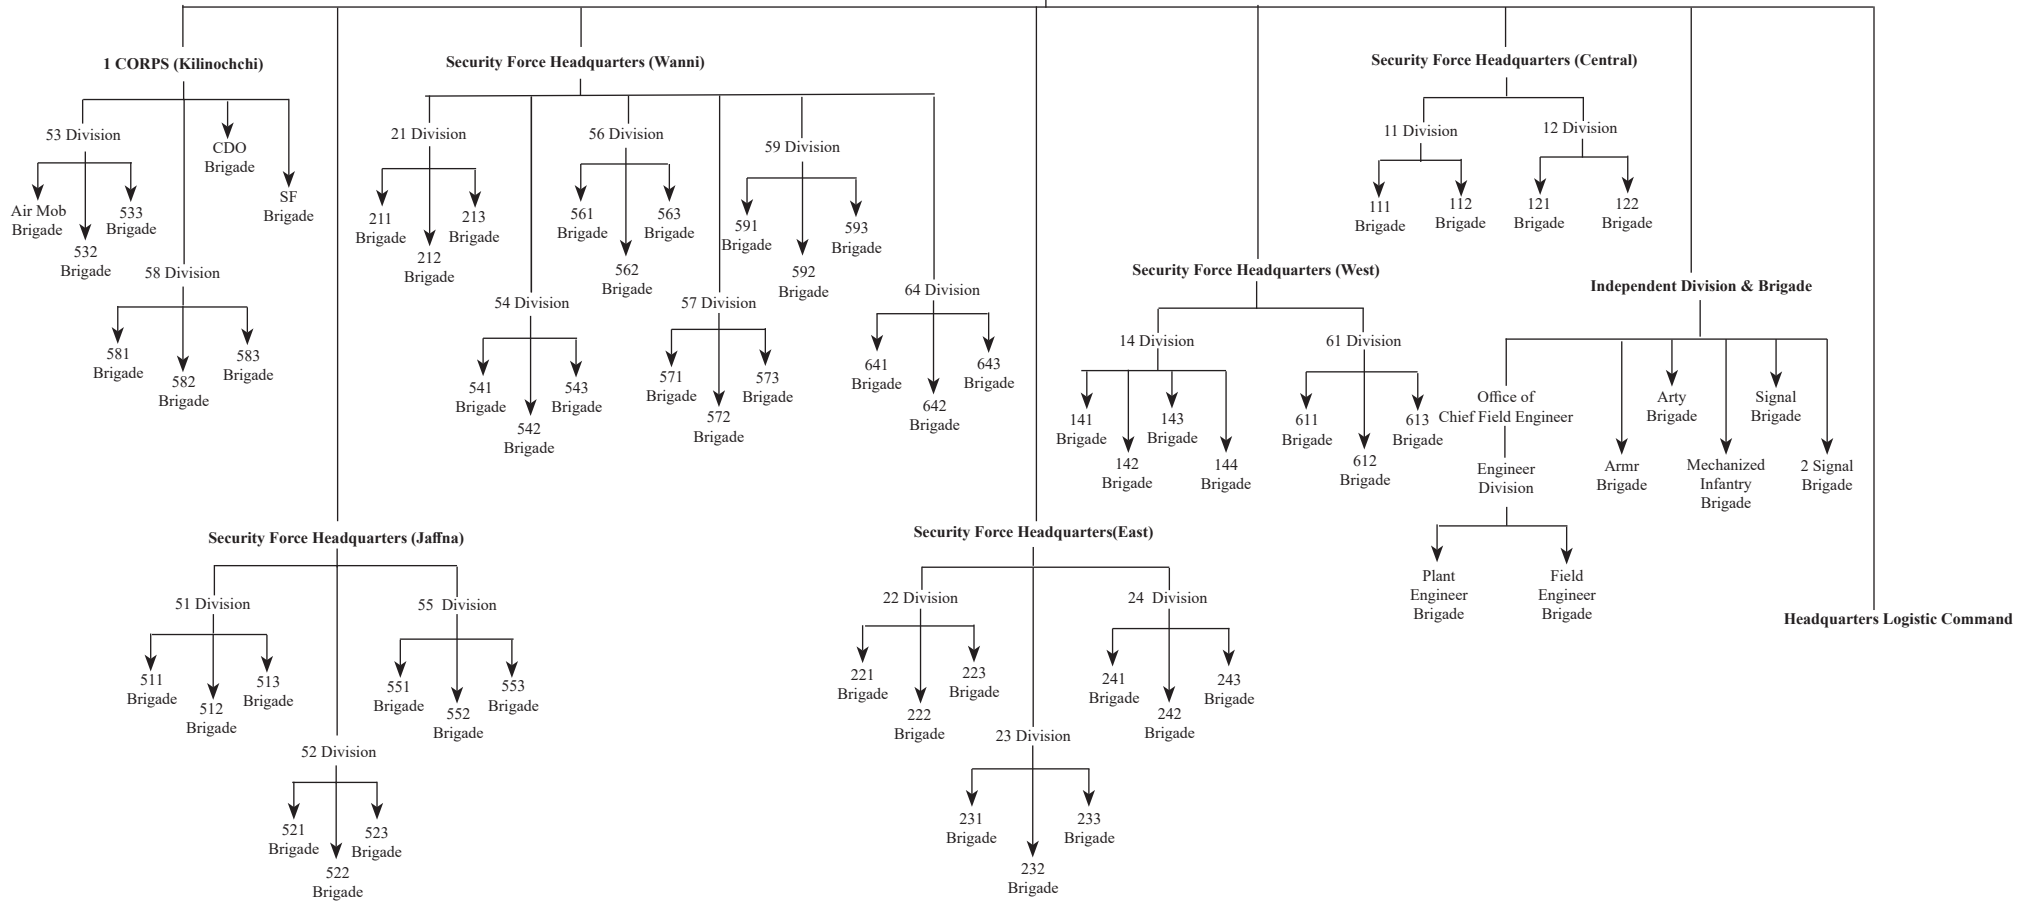 1 CORPS (Kilinochchi)
53 Division
Air Mob
Brigade
532
Brigade
533
Brigade
58 Division
581
Brigade
582
Brigade
583
Brigade
CDO
Brigade
SF
Brigade
Security Force Headquarters (Jaffna)
51 Division
511
Brigade
512
Brigade
513
Brigade
52 Division
521
Brigade
522
Brigade
523
Brigade
55 Division
551
Brigade
552
Brigade
553
Brigade
Security Force Headquarters (Wanni)
21 Division
211
Brigade
212
Brigade
213
Brigade
54 Division
541
Brigade
542
Brigade
543
Brigade
56 Division
561
Brigade
562
Brigade
563
Brigade
57 Division
571
Brigade
572
Brigade
573
Brigade
59 Division
591
Brigade
592
Brigade
593
Brigade
64 Division
641
Brigade
642
Brigade
643
Brigade
Security Force Headquarters(East)
22 Division
221
Brigade
222
Brigade
223
Brigade
23 Division
231
Brigade
232
Brigade
233
Brigade
24 Division
241
Brigade
242
Brigade
243
Brigade
Security Force Headquarters (West)
14 Division
141
Brigade
142
Brigade
143
Brigade
144
Brigade
61 Division
611
Brigade
612
Brigade
613
Brigade
Security Force Headquarters (Central)
11 Division
111
Brigade
112
Brigade
12 Division
121
Brigade
122
Brigade
Independent Division & Brigade
Office of
Chief Field Engineer
Engineer
Division
Plant
Engineer
Brigade
Field
Engineer
Brigade
Armr
Brigade
Arty
Brigade
Mechanized
Infantry
Brigade
Signal
Brigade
2 Signal
Brigade
Headquarters Logistic Command